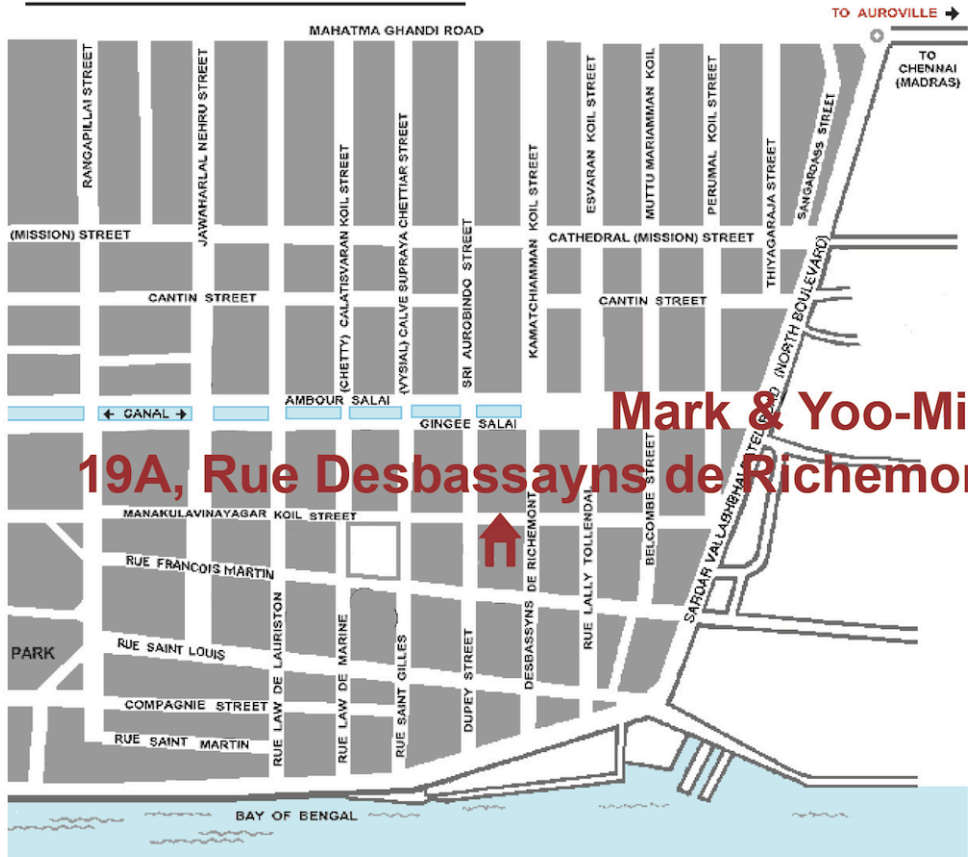 TO AUROVILLE
MAHATMA GHANDI ROAD
TO
CHENNAI
(MADRAS)
RANGAPILLAI STREET
JAWAHARLAL NEHRU STREET
(CHETTY) CALATISVARAN KOIL STREET
(VYSIAL) CALVE SUPRAYA CHETTIAR STREET
SRI AUROBINDO STREET
KAMATCHIAMMAN KOIL STREET
ESVARAN KOIL STREET
MUTTU MARIAMMAN KOIL
PERUMAL KOIL STREET
THIYAGARAJA STREET
SANGARDASS STREET
(MISSION) STREET
CATHEDRAL (MISSION) STREET
CANTIN STREET
CANTIN STREET
SARDAR VALLABHBHAI PATEL ROAD (NORTH BOULEVARD)
AMBOUR SALAI
CANAL
GINGEE SALAI
Mark & Yoo-Mi
19A, Rue Desbassayns de Richemon
MANAKULAVINAYAGAR KOIL STREET
RUE FRANCOIS MARTIN
DESBASSYNS DE RICHEMONT
RUE LALLY TOLLENDAL
BELCOMBE STREET
PARK
RUE SAINT LOUIS
RUE LAW DE LAURISTON
RUE LAW DE MARINE
RUE SAINT GILLES
DUPEY STREET
COMPAGNIE STREET
RUE SAINT MARTIN
BAY OF BENGAL